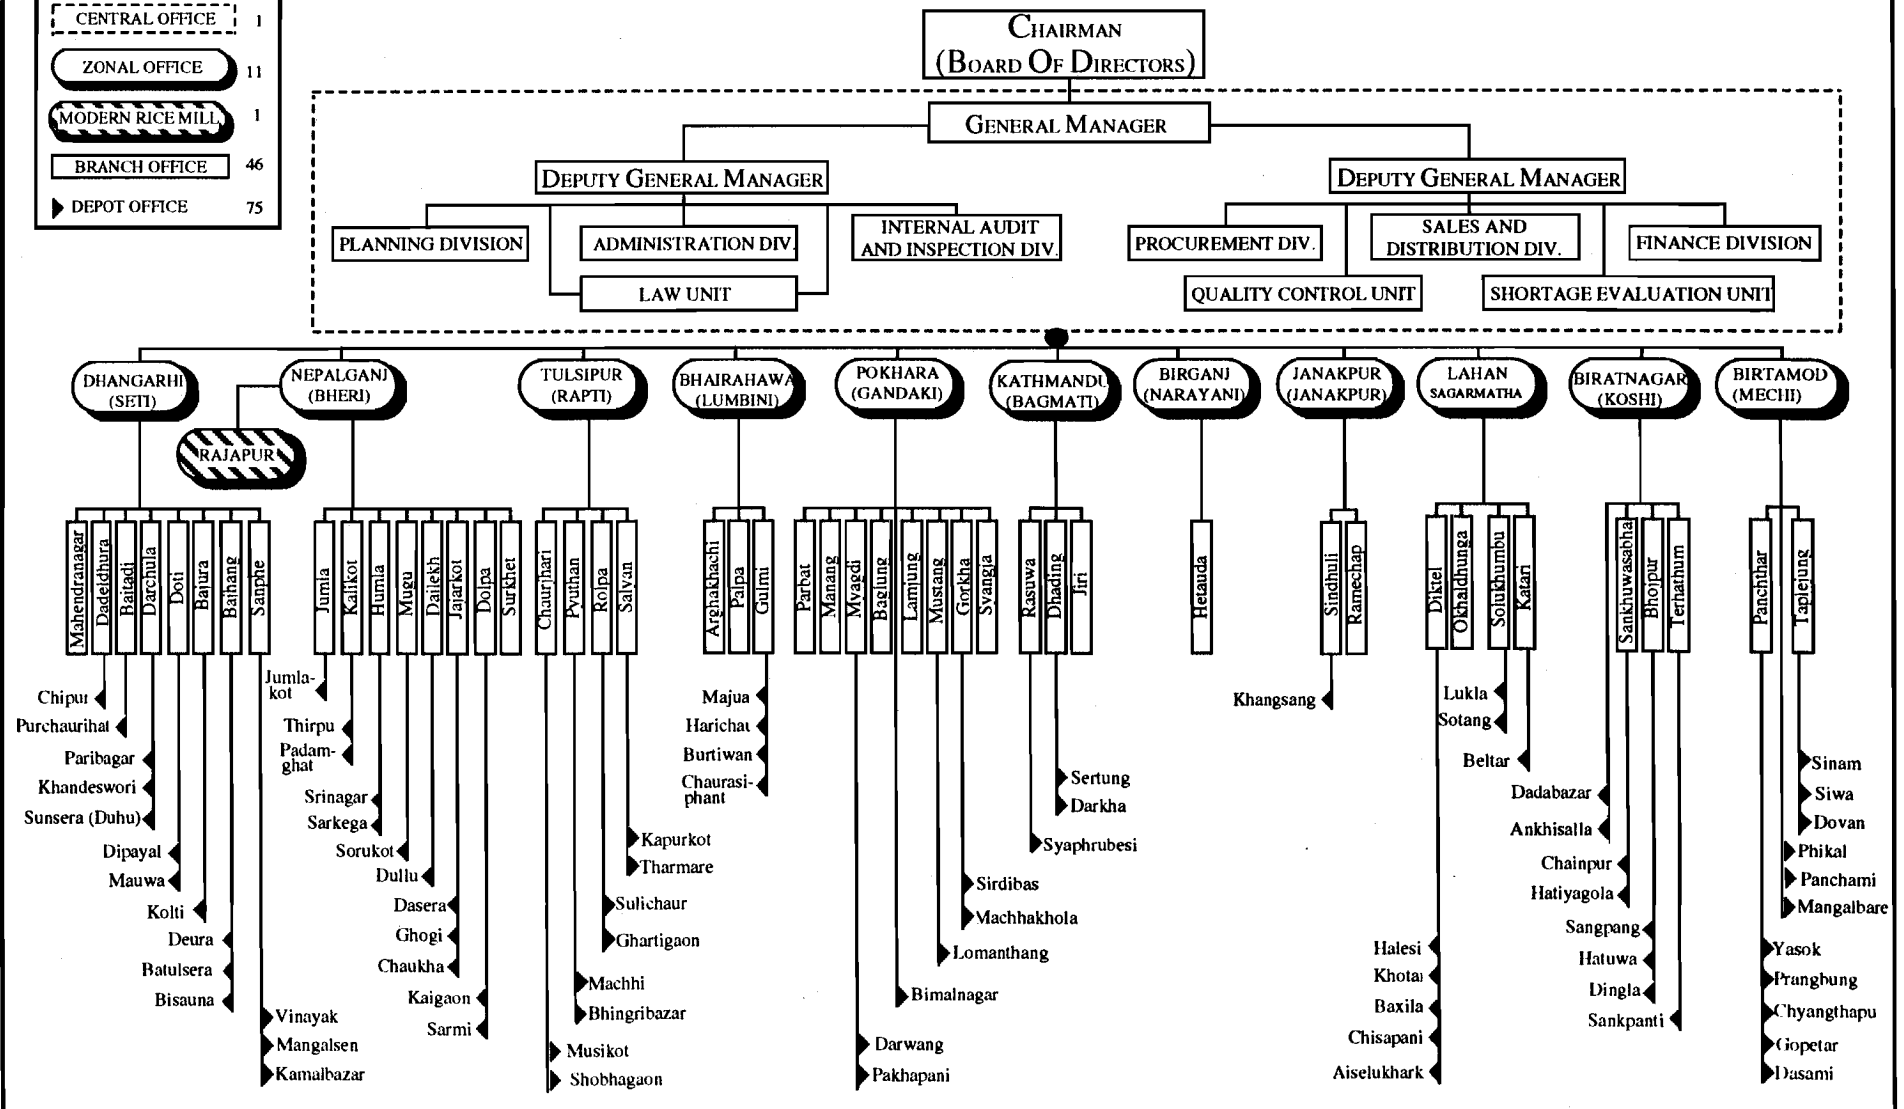 CENTRAL OFFICE 1
ZONAL OFFICE 11
MODERN RICE MILL 1
BRANCH OFFICE 46
DEPOT OFFICE 75
CHAIRMAN
(BOARD OF DIRECTORS)
GENERAL MANAGER
DEPUTY GENERAL MANAGER
DEPUTY GENERAL MANAGER
PLANNING DIVISION
ADMINISTRATION DIV.
INTERNAL AUDIT
AND INSPECTION DIV.
LAW UNIT
PROCUREMENT DIV.
SALES AND
DISTRIBUTION DIV.
FINANCE DIVISION
QUALITY CONTROL UNIT
SHORTAGE EVALUATION UNIT
DHANGARHI
(SETI)
NEPALGANJ
(BHERI)
RAJAPUR
TULSIPUR
(RAPTI)
BHAIRAHAWA
(LUMBINI)
POKHARA
(GANDAKI)
KATHMANDU
(BAGMATI)
BIRGANJ
(NARAYANI)
JANAKPUR
(JANAKPUR)
LAHAN
SAGARMATHA
BIRATNAGAR
(KOSHI)
BIRTAMOD
(MECHI)
Mahendranagar
Dadeldhura
Baitadi
Darchula
Doti
Bajura
Bajhang
Sanphe
Jumla
Kalikot
Humla
Mugu
Dailekh
Jajarkot
Dolpa
Surkhet
Chaurjhari
Pyuthan
Rolpa
Salyan
Arghakhachi
Palpa
Gulmi
Parbat
Manang
Myagdi
Baglung
Lamjung
Mustang
Gorkha
Syangja
Rasuwa
Dhading
Jiri
Hetauda
Sindhuli
Ramechap
Diktel
Okhaldhunga
Solukhumbu
Katari
Sankhuwasabha
Bhojpur
Terhathum
Panchthar
Taplejung
Chipur
Purchaurihat
Paribagar
Khandeswori
Sunsera (Duhu)
Dipayal
Mauwa
Kolti
Deura
Batulsera
Bisauna
Vinayak
Mangalsen
Kamalbazar
Jumla-
kot
Thirpu
Padam-
ghat
Srinagar
Sarkega
Sorukot
Dullu
Dasera
Ghogi
Chaukha
Kaigaon
Sarmi
Kapurkot
Tharmare
Sulichaur
Ghartigaon
Machhi
Bhingribazar
Musikot
Shobhagaon
Majua
Harichaur
Burtiwan
Chaurasi-
phant
Sirdibas
Machhakhola
Lomanthang
Bimalnagar
Darwang
Pakhapani
Sertung
Darkha
Syaphrubesi
Khangsang
Lukla
Sotang
Beltar
Halesi
Khotai
Baxila
Chisapani
Aiselukhark
Dadabazar
Ankhisalla
Chainpur
Hatiyagola
Sangpang
Hatuwa
Dingla
Sankpanti
Sinam
Siwa
Dovan
Phikal
Panchami
Mangalbare
Yasok
Prangbung
Chyangthapu
Gopetar
Dasami